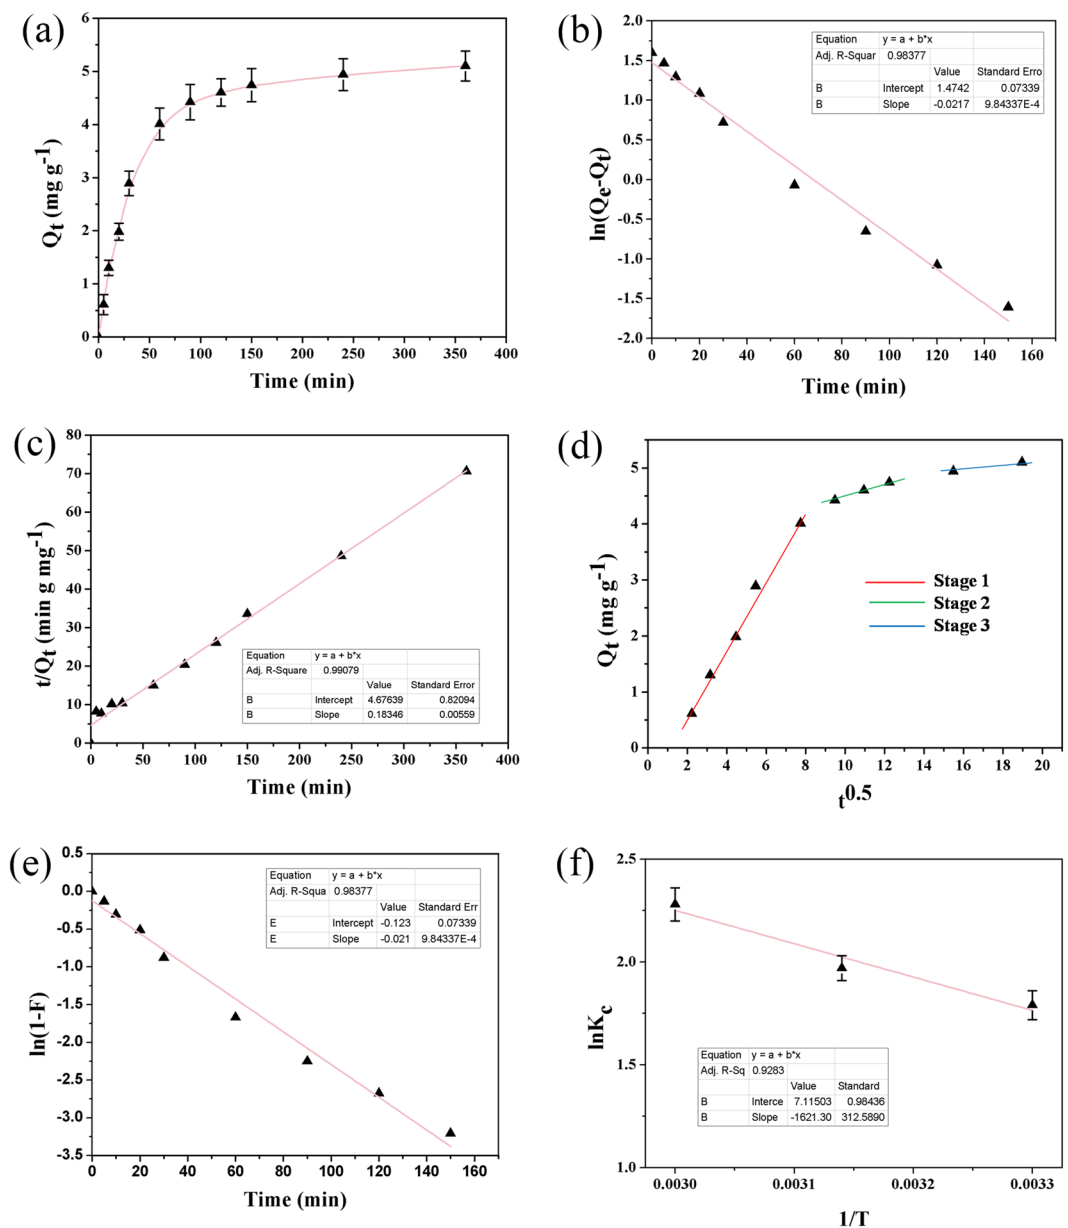 (a)
6
5
4
3
2
1
0
Qt (mg g-1)
0 50 100 150 200 250 300 350 400
Time (min)
(b)
2.0
1.5
1.0
0.5
0.0
-0.5
-1.0
-1.5
-2.0
ln(Qe-Qt)
0 20 40 60 80 100 120 140 160
Time (min)
Equation y = a + b*x
Adj. R-Squar 0.98377
Value Standard Erro
B Intercept 1.4742 0.07339
B Slope -0.0217 9.84337E-4
(c)
80
70
60
50
40
30
20
10
0
t/Qt (min g mg-1)
0 50 100 150 200 250 300 350 400
Time (min)
Equation y = a + b*x
Adj. R-Square 0.99079
Value Standard Error
B Intercept 4.67639 0.82094
B Slope 0.18346 0.00559
(d)
5
4
3
2
1
0
Qt (mg g-1)
0 2 4 6 8 10 12 14 16 18 20
t0.5
Stage 1
Stage 2
Stage 3
(e)
0.5
0.0
-0.5
-1.0
-1.5
-2.0
-2.5
-3.0
-3.5
ln(1-F)
0 20 40 60 80 100 120 140 160
Time (min)
Equation y = a + b*x
Adj. R-Squa 0.98377
Value Standard Err
E Intercept -0.123 0.07339
E Slope -0.021 9.84337E-4
(f)
2.5
2.0
1.5
1.0
lnKc
0.0030 0.0031 0.0032 0.0033
1/T
Equation y = a + b*x
Adj. R-Sq 0.9283
Value Standard
B Interce 7.11503 0.98436
B Slope -1621.30 312.5890